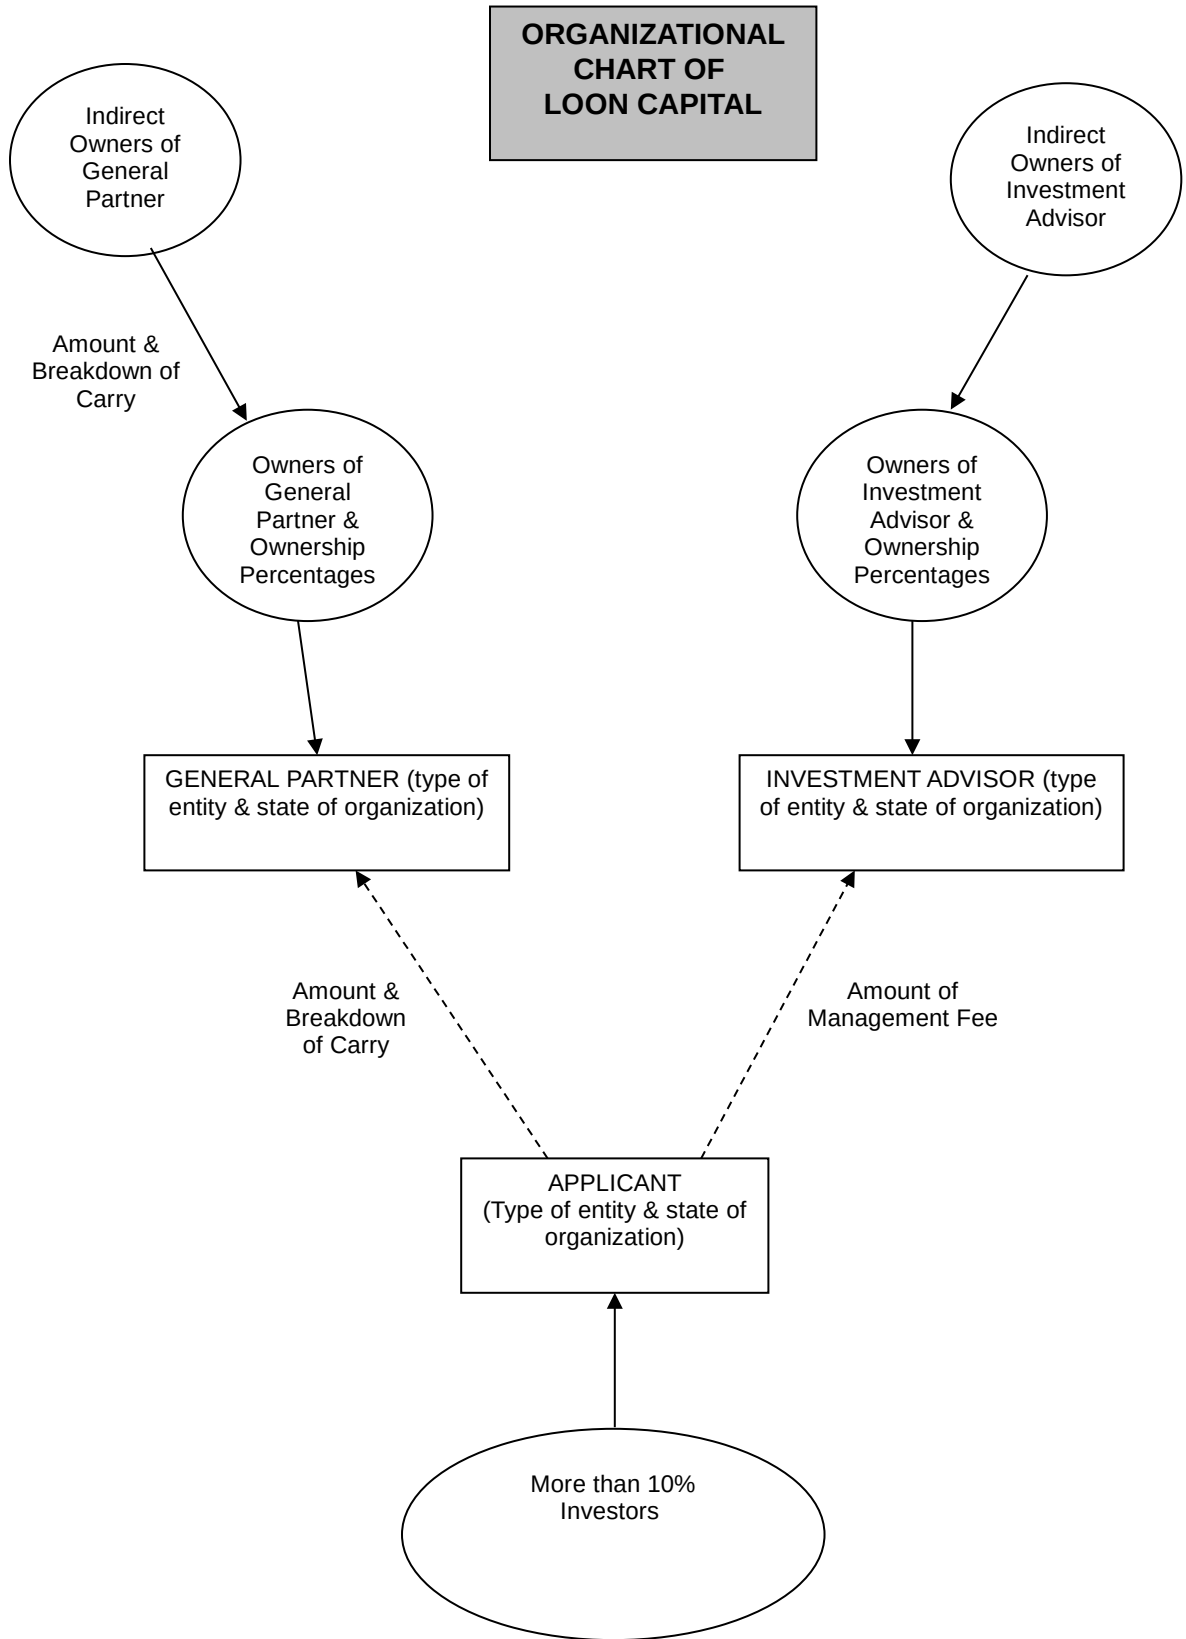 ORGANIZATIONAL
CHART OF
LOON CAPITAL
Indirect
Owners of
General
Partner
Indirect
Owners of
Investment
Advisor
Amount &
Breakdown of
Carry
Owners of
General
Partner &
Ownership
Percentages
Owners of
Investment
Advisor &
Ownership
Percentages
GENERAL PARTNER (type of
entity & state of organization)
INVESTMENT ADVISOR (type
of entity & state of organization)
Amount &
Breakdown
of Carry
Amount of
Management Fee
APPLICANT
(Type of entity & state of
organization)
More than 10%
Investors